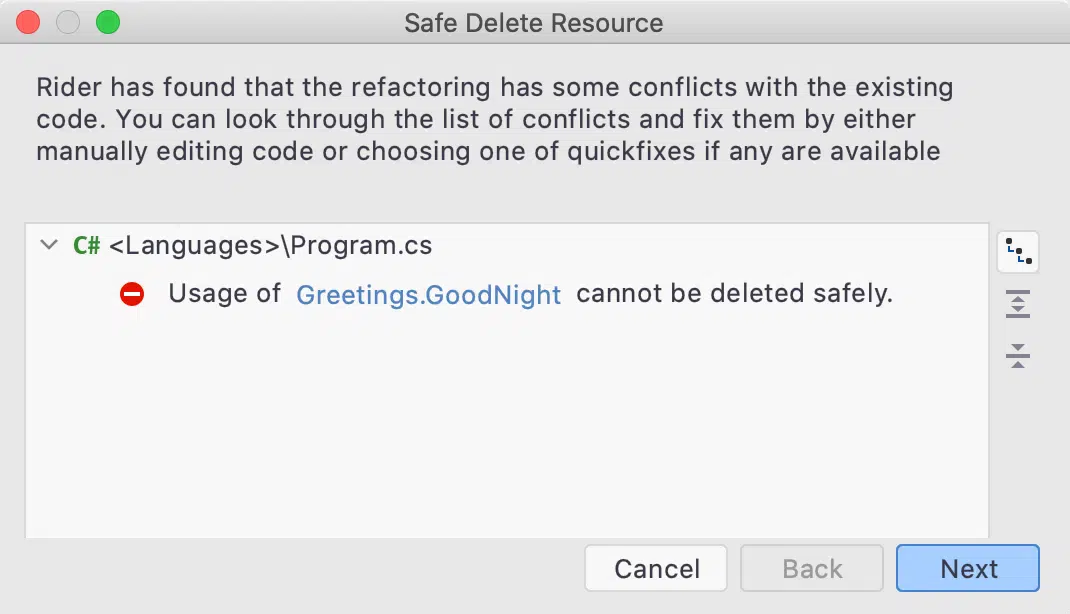 Safe Delete Resource
Rider has found that the refactoring has some conflicts with the existing
code. You can look through the list of conflicts and fix them by either
manually editing code or choosing one of quickfixes if any are available
C# <Languages>\Program.cs
Usage of Greetings.GoodNight cannot be deleted safely.
Cancel Back Next